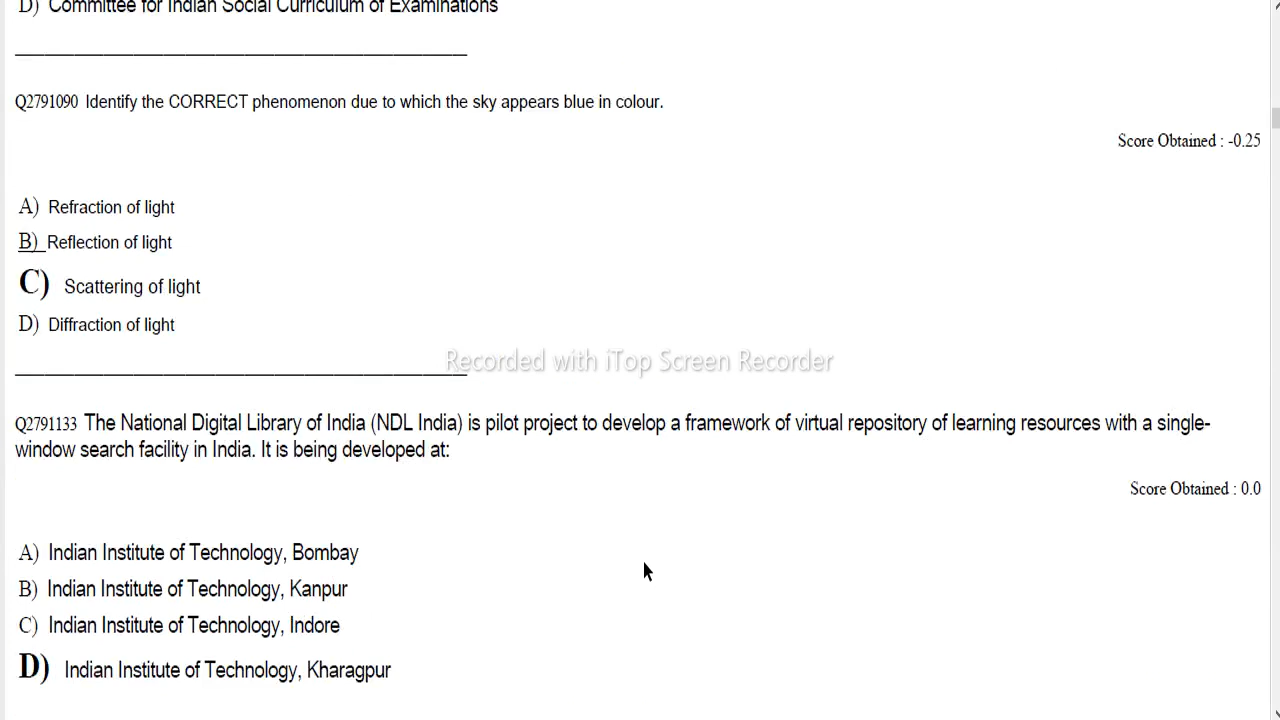 D) Committee for Indian Social Curriculum of Examinations
Q2791090 Identify the CORRECT phenomenon due to which the sky appears blue in colour.
Score Obtained : -0.25
A) Refraction of light
B) Reflection of light
C) Scattering of light
D) Diffraction of light
Recorded with iTop Screen Recorder
Q2791133 The National Digital Library of India (NDL India) is pilot project to develop a framework of virtual repository of learning resources with a single-
window search facility in India. It is being developed at:
Score Obtained : 0.0
A) Indian Institute of Technology, Bombay
B) Indian Institute of Technology, Kanpur
C) Indian Institute of Technology, Indore
D) Indian Institute of Technology, Kharagpur